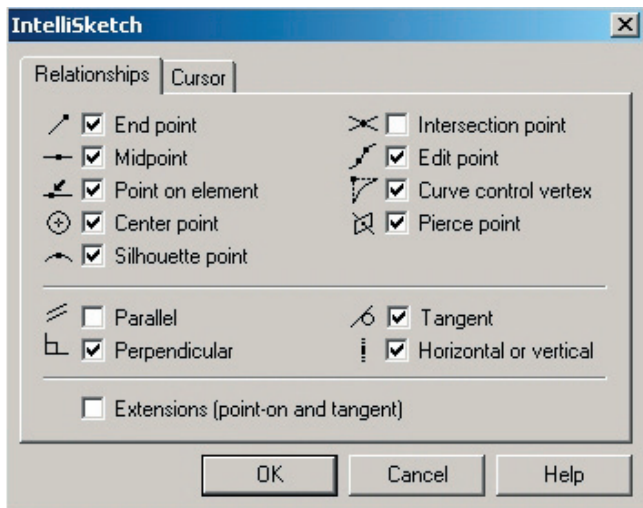 IntelliSketch
Relationships Cursor
End point
Midpoint
Point on element
Center point
Silhouette point
Intersection point
Edit point
Curve control vertex
Pierce point
Parallel
Perpendicular
Tangent
Horizontal or vertical
Extensions (point-on and tangent)
OK Cancel Help